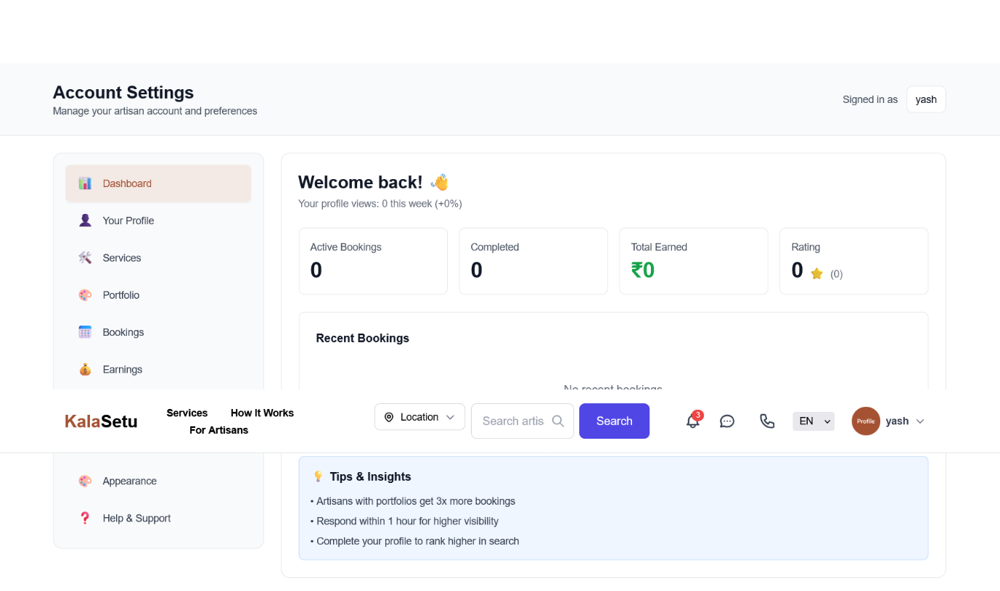 Account Settings
Manage your artisan account and preferences
Signed in as yash
Dashboard
Your Profile
Services
Portfolio
Bookings
Earnings
Welcome back! 👋
Your profile views: 0 this week (+0%)
Active Bookings
0
Completed
0
Total Earned
₹0
Rating
0 ⭐ (0)
Recent Bookings
No recent bookings
KalaSetu
Services How It Works
For Artisans
Location
Search artis
Search
3
EN
Profile
yash
Appearance
Help & Support
💡 Tips & Insights
• Artisans with portfolios get 3x more bookings
• Respond within 1 hour for higher visibility
• Complete your profile to rank higher in search